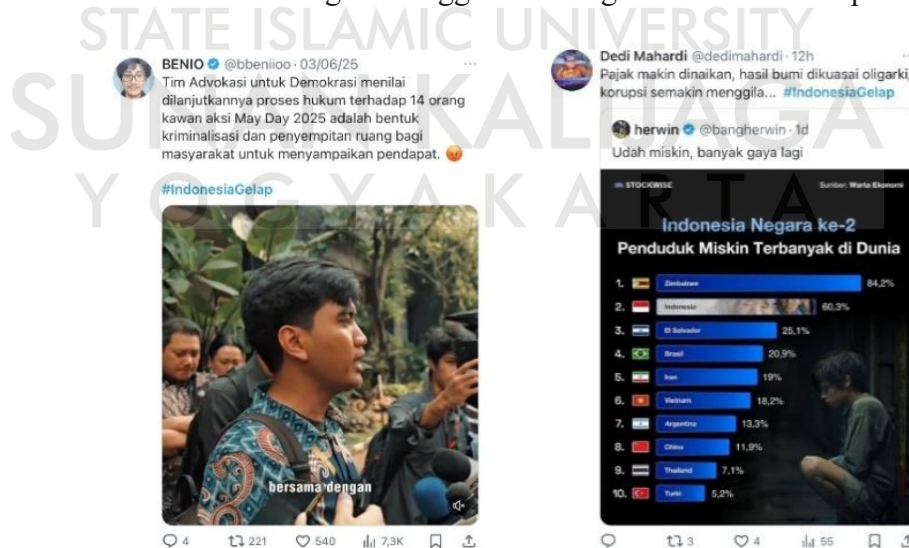 STATE ISLAMIC UNIVERSITY
SUNAN KALIJAGA
YOGYAKARTA
BENIO @bbeniioo · 03/06/25
Tim Advokasi untuk Demokrasi menilai
dilanjutkannya proses hukum terhadap 14 orang
kawan aksi May Day 2025 adalah bentuk
kriminalisasi dan penyempitan ruang bagi
masyarakat untuk menyampaikan pendapat. 😡
#IndonesiaGelap
bersama dengan
4 221 540 7,3K
Dedi Mahardi @dedimahardi · 12h
Pajak makin dinaikan, hasil bumi dikuasai oligarki,
korupsi semakin menggila... #IndonesiaGelap
herwin @bangherwin · 1d
Udah miskin, banyak gaya lagi
STOCKWISE
Sumber: Warta Ekonomi
Indonesia Negara ke-2
Penduduk Miskin Terbanyak di Dunia
1. Zimbabwe 84,2%
2. Indonesia 60,3%
3. El Salvador 25,1%
4. Brasil 20,9%
5. Iran 19%
6. Vietnam 18,2%
7. Argentina 13,3%
8. China 11,9%
9. Thailand 7,1%
10. Turki 5,2%
3 4 55